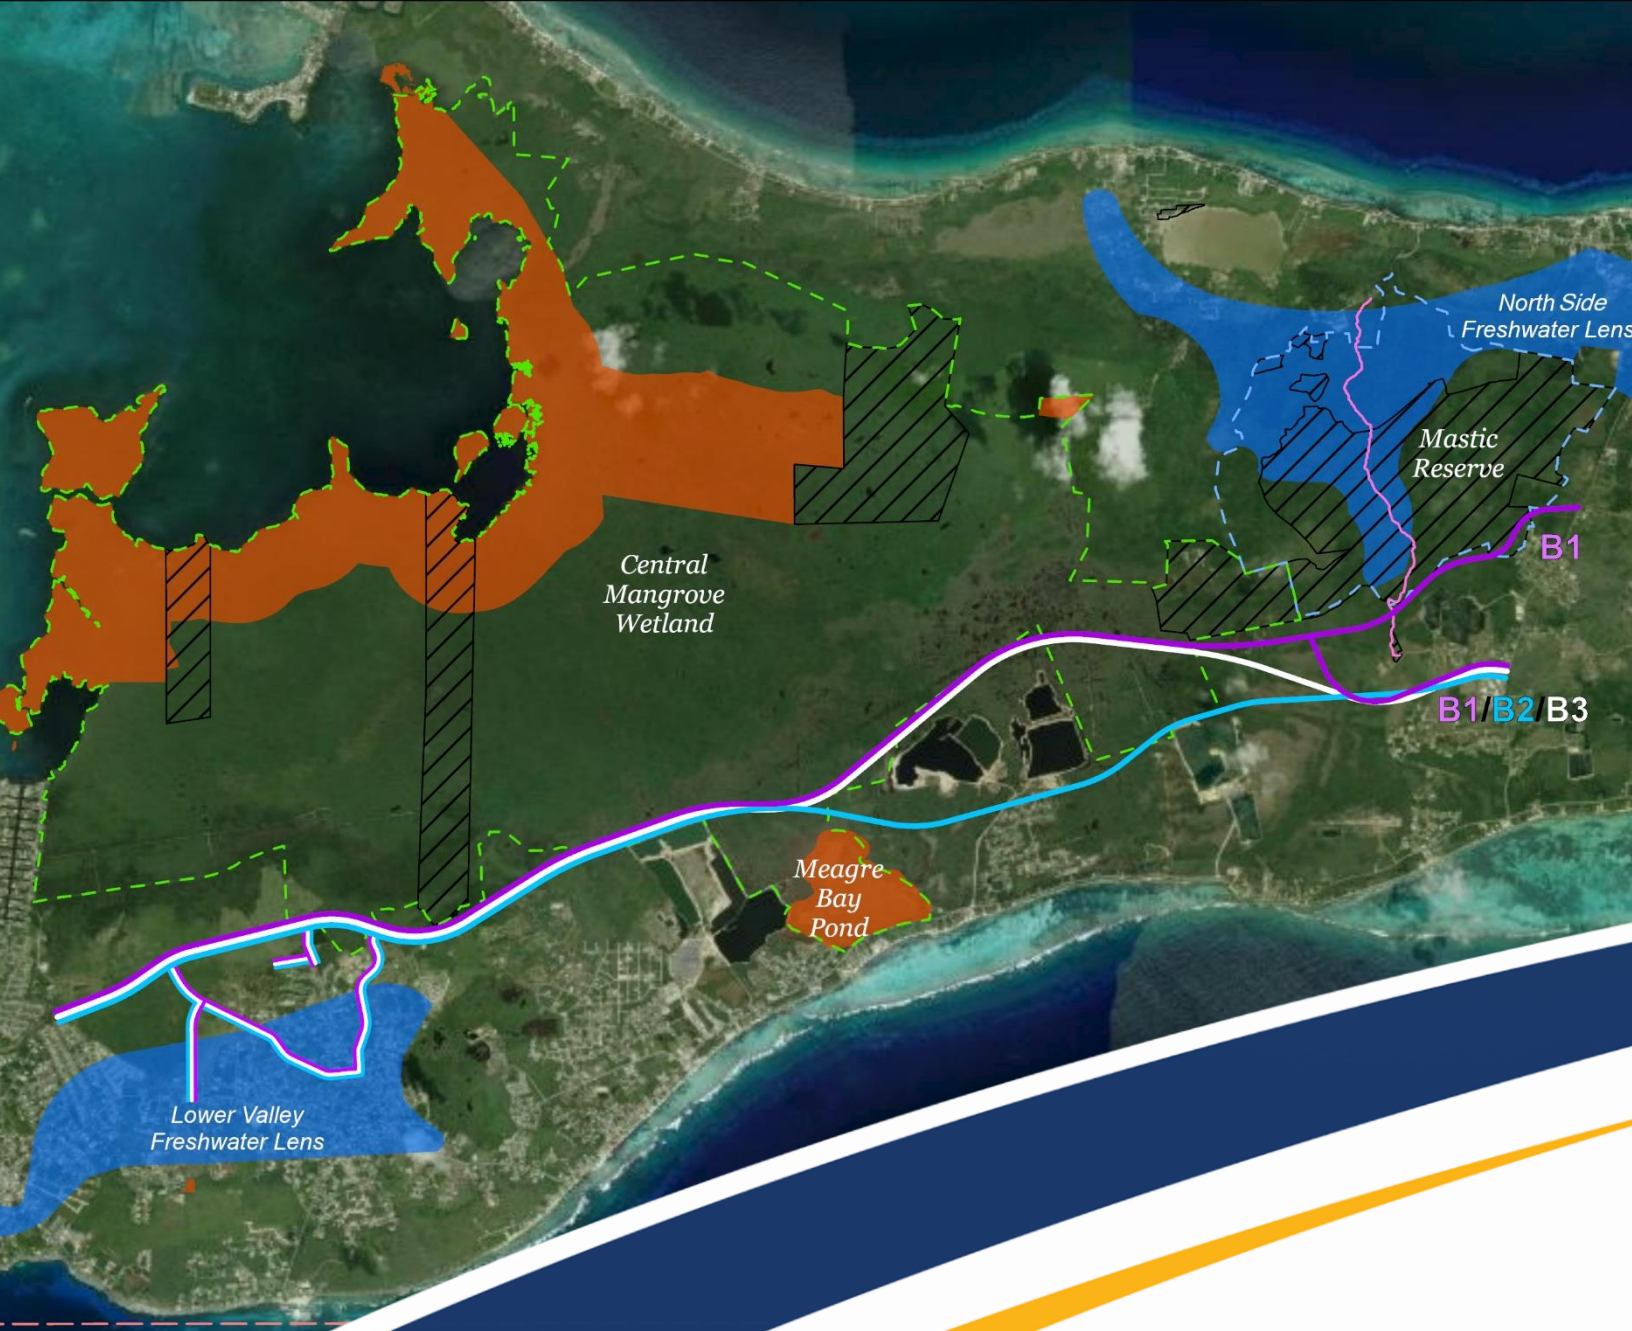 North Side
Freshwater Lens
Mastic
Reserve
B1
Central
Mangrove
Wetland
B1/B2/B3
Meagre
Bay
Pond
Lower Valley
Freshwater Lens